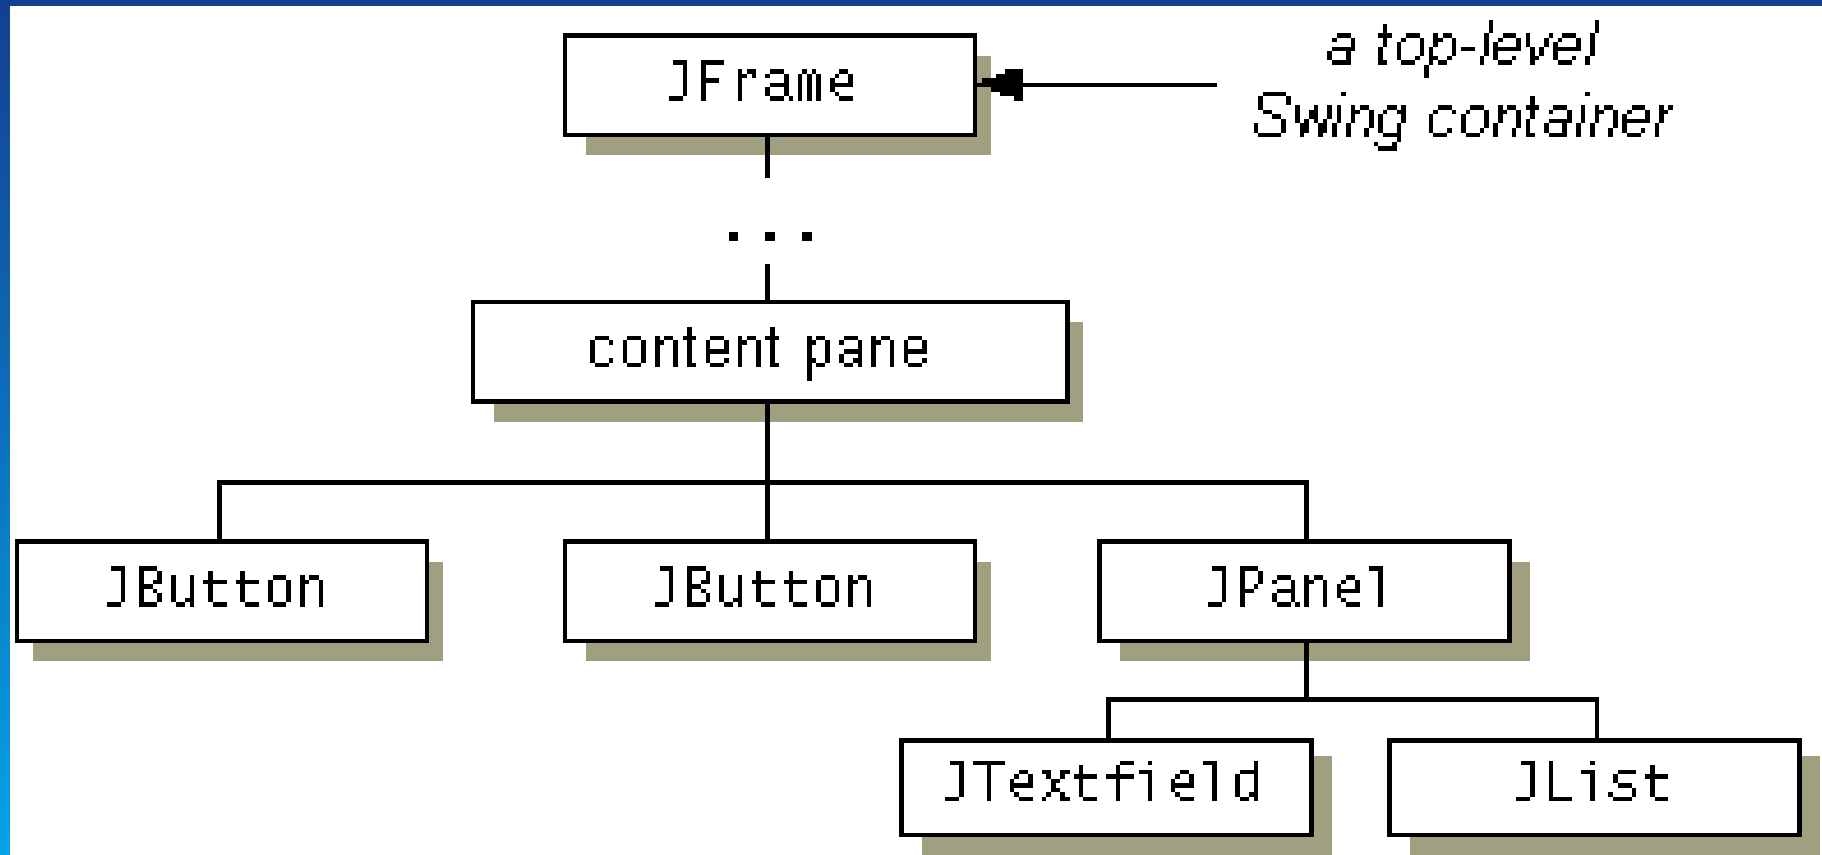 JFrame
a top-level
Swing container
...
content pane
JButton
JButton
JPanel
JTextfield
JList